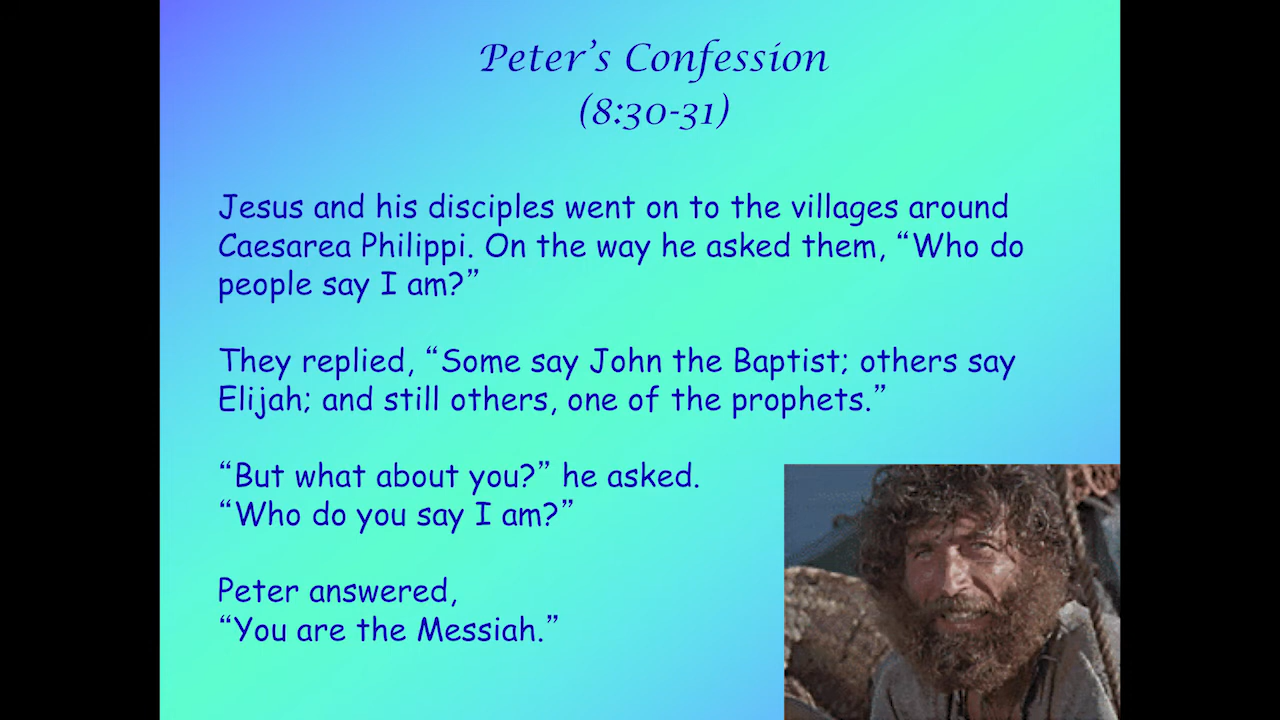 Peter’s Confession
(8:30-31)
Jesus and his disciples went on to the villages around
Caesarea Philippi. On the way he asked them, “Who do
people say I am?”
They replied, “Some say John the Baptist; others say
Elijah; and still others, one of the prophets.”
“But what about you?” he asked.
“Who do you say I am?”
Peter answered,
“You are the Messiah.”